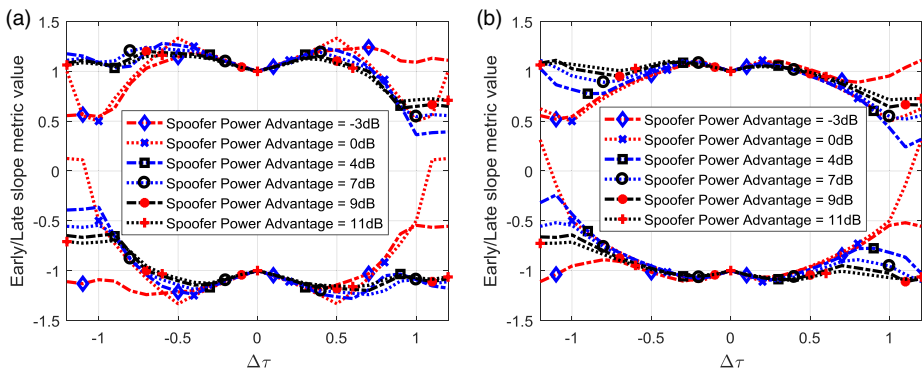 (a)
Early/Late slope metric value
1.5
1
0.5
0
-0.5
-1
-1.5
Spoofer Power Advantage = -3dB
Spoofer Power Advantage = 0dB
Spoofer Power Advantage = 4dB
Spoofer Power Advantage = 7dB
Spoofer Power Advantage = 9dB
Spoofer Power Advantage = 11dB
-1 -0.5 0 0.5 1
Δτ
(b)
Early/Late slope metric value
1.5
1
0.5
0
-0.5
-1
-1.5
Spoofer Power Advantage = -3dB
Spoofer Power Advantage = 0dB
Spoofer Power Advantage = 4dB
Spoofer Power Advantage = 7dB
Spoofer Power Advantage = 9dB
Spoofer Power Advantage = 11dB
-1 -0.5 0 0.5 1
Δτ